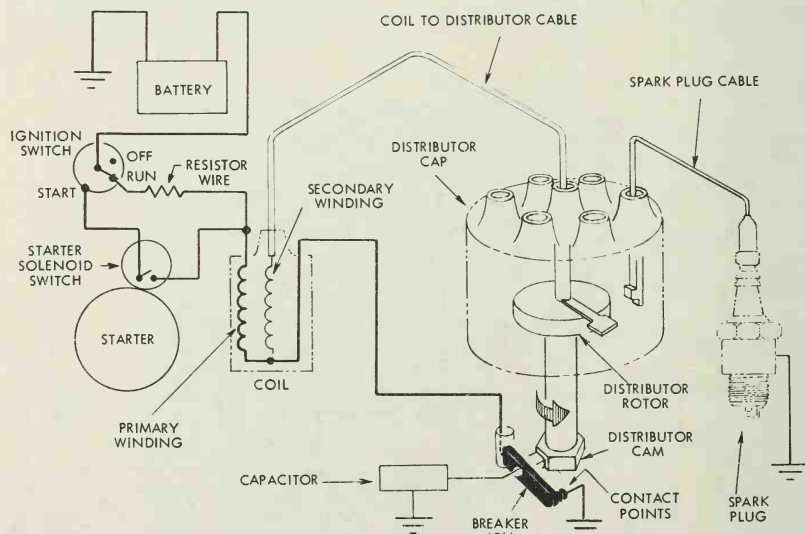 COIL TO DISTRIBUTOR CABLE
BATTERY
SPARK PLUG CABLE
IGNITION
SWITCH
OFF
RUN
START
RESISTOR
WIRE
DISTRIBUTOR
CAP
SECONDARY
WINDING
STARTER
SOLENOID
SWITCH
STARTER
COIL
PRIMARY
WINDING
DISTRIBUTOR
ROTOR
DISTRIBUTOR
CAM
CAPACITOR
CONTACT
POINTS
BREAKER
SPARK
PLUG